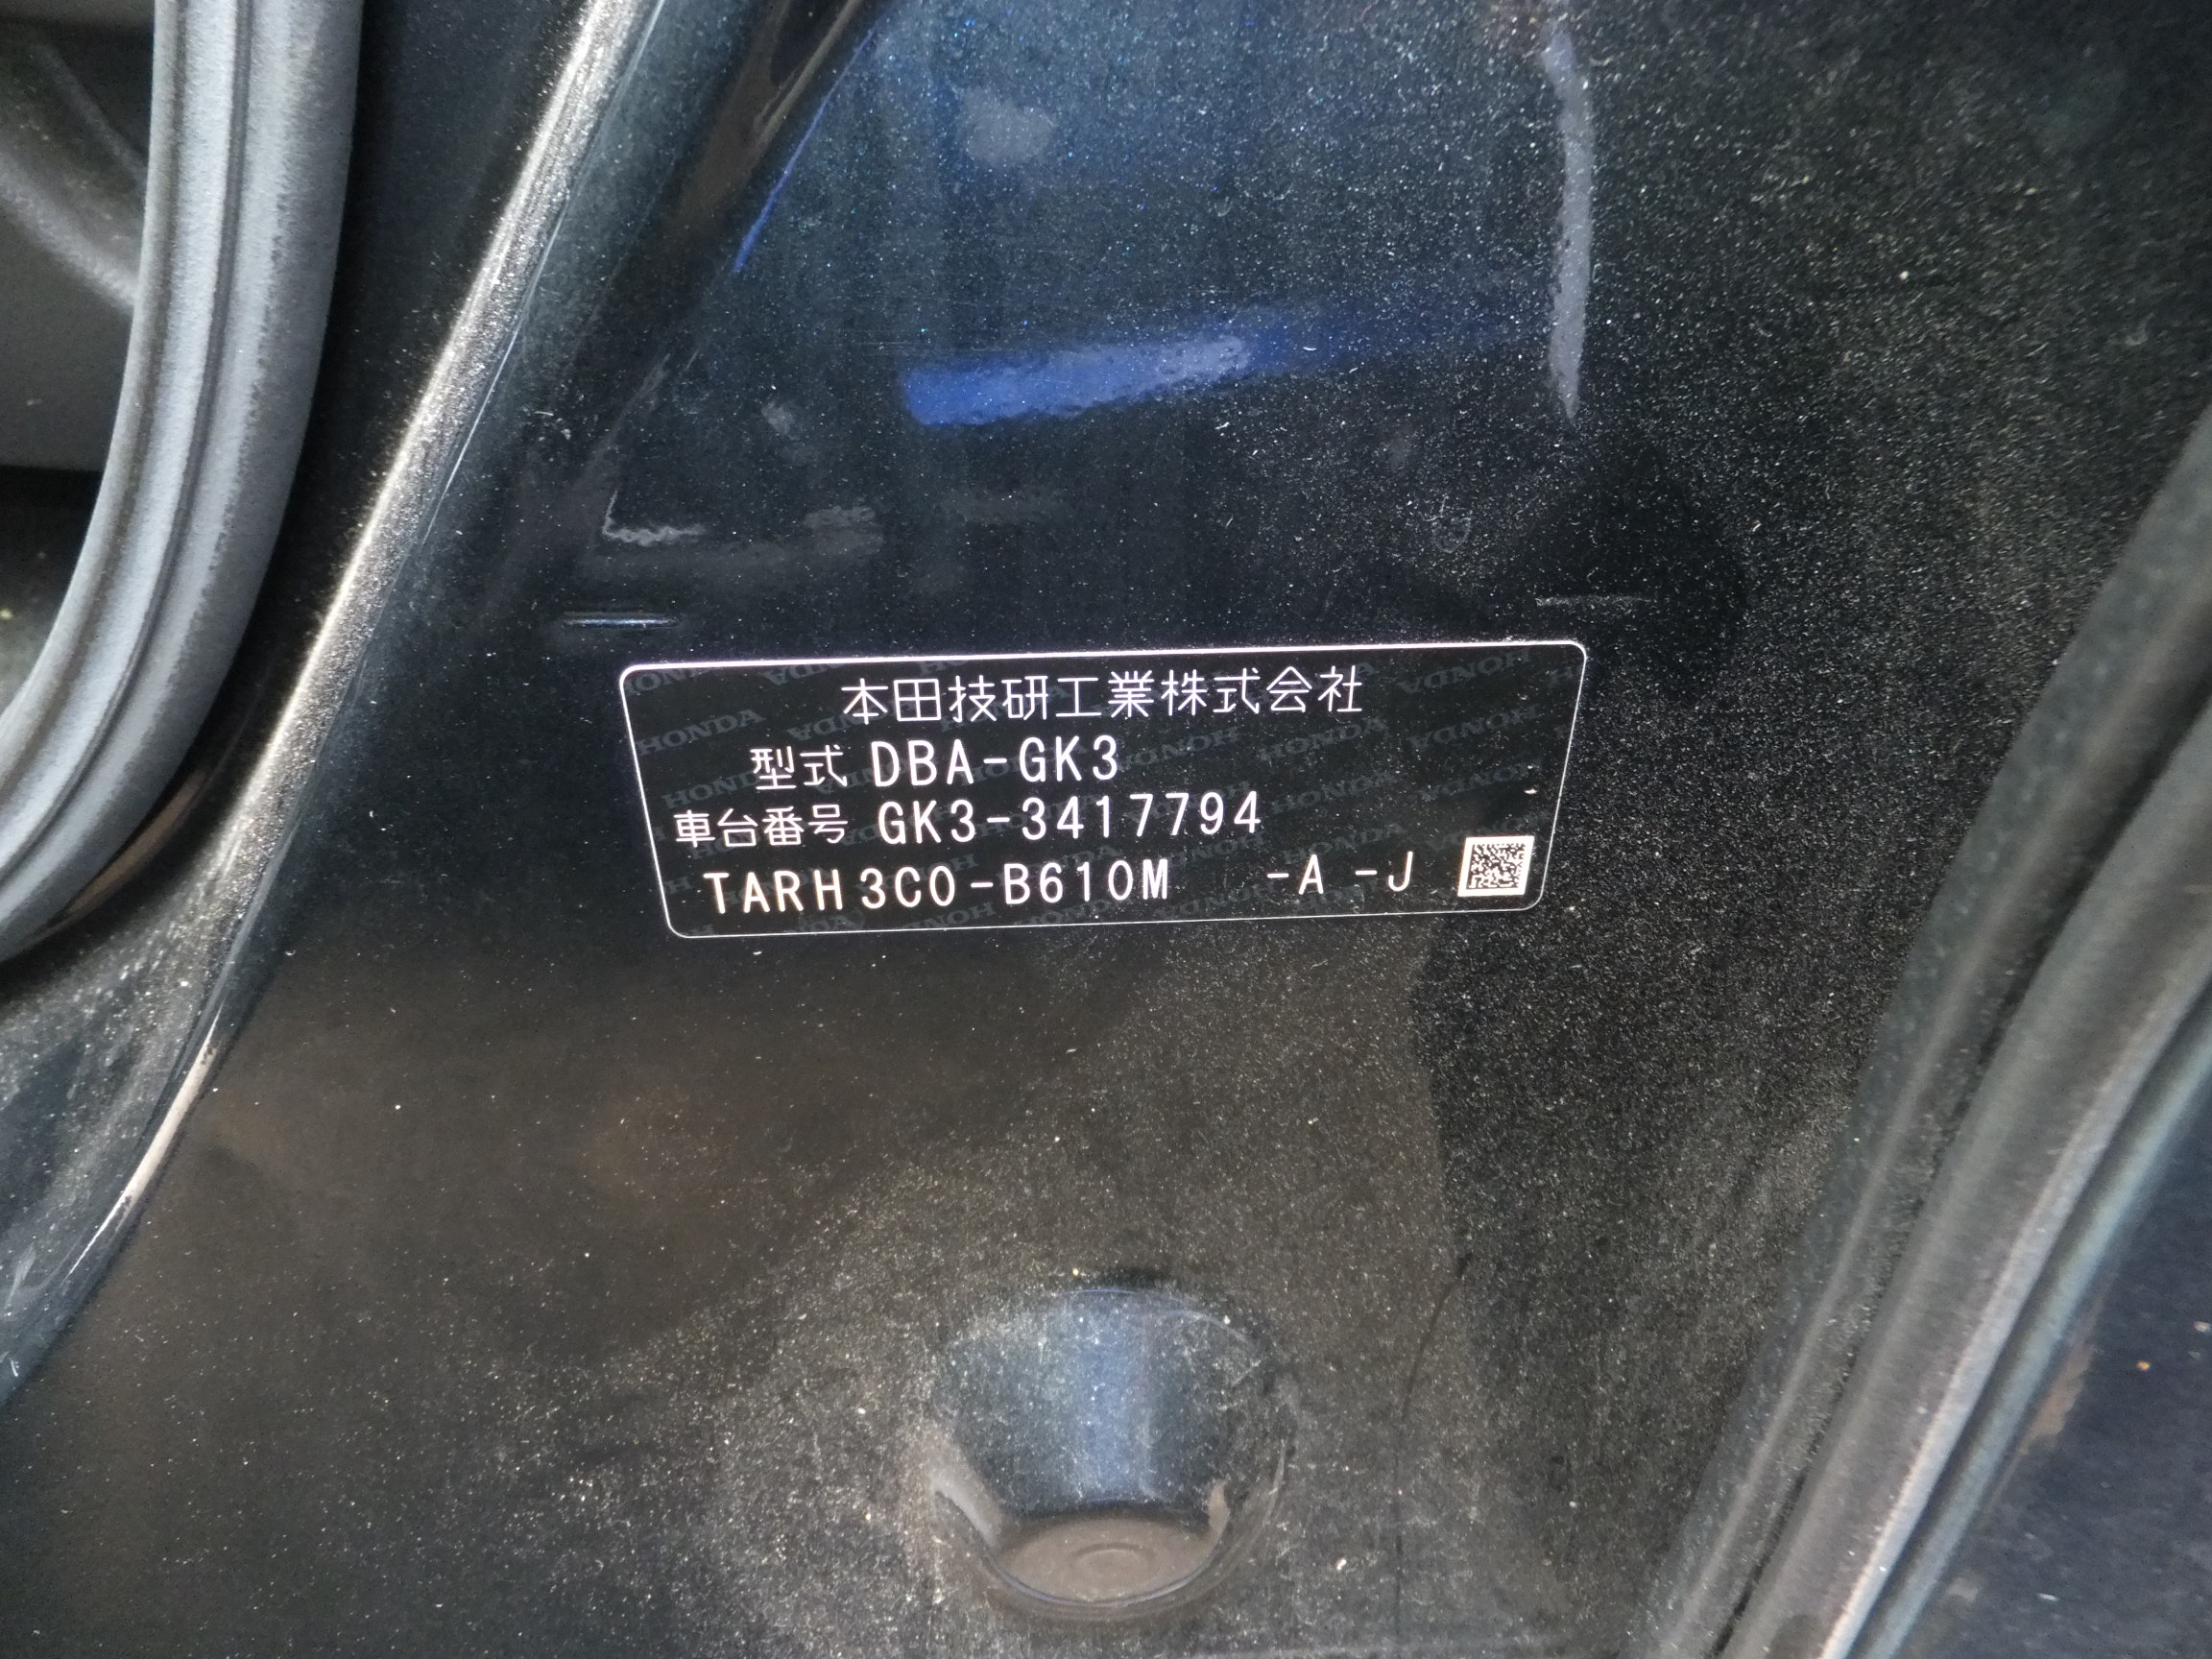 本田技研工業株式会社
型式 DBA-GK3
車台番号 GK3-3417794
TARH3C0-B610M -A -J